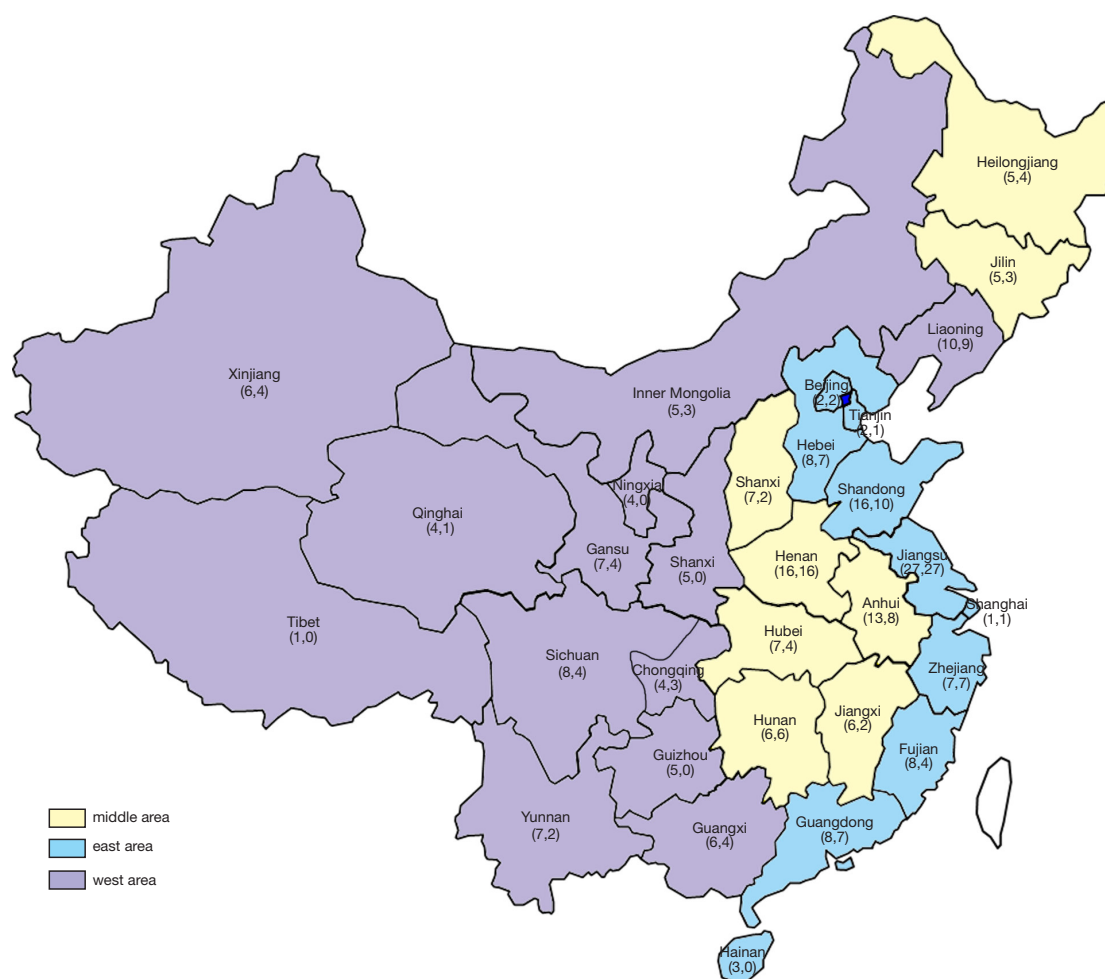 Heilongjiang
(5,4)
Jilin
(5,3)
Liaoning
(10,9)
Xinjiang
(6,4)
Inner Mongolia
(5,3)
Beijing
(2,2)
Tianjin
(2,1)
Hebei
(8,7)
Shanxi
(7,2)
Shandong
(16,10)
Ningxia
(4,0)
Qinghai
(4,1)
Gansu
(7,4)
Shanxi
(5,0)
Henan
(16,16)
Jiangsu
(27,27)
Anhui
(13,8)
Shanghai
(1,1)
Tibet
(1,0)
Hubei
(7,4)
Sichuan
(8,4)
Chongqing
(4,3)
Zhejiang
(7,7)
Hunan
(6,6)
Jiangxi
(6,2)
Guizhou
(5,0)
Fujian
(8,4)
Yunnan
(7,2)
Guangxi
(6,4)
Guangdong
(8,7)
Hainan
(3,0)
middle area
east area
west area